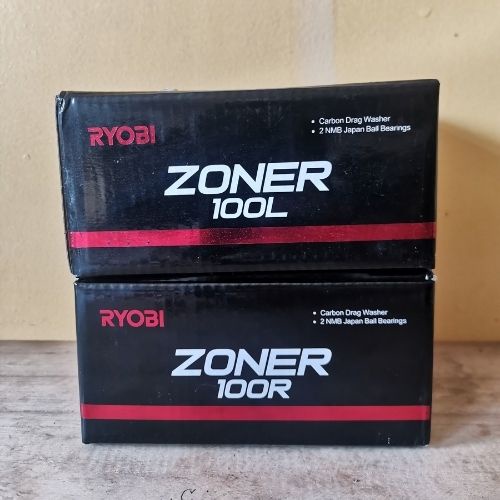 RYOBI
• Carbon Drag Washer
• 2 NMB Japan Ball Bearings
ZONER
100L
RYOBI
• Carbon Drag Washer
• 2 NMB Japan Ball Bearings
ZONER
100R